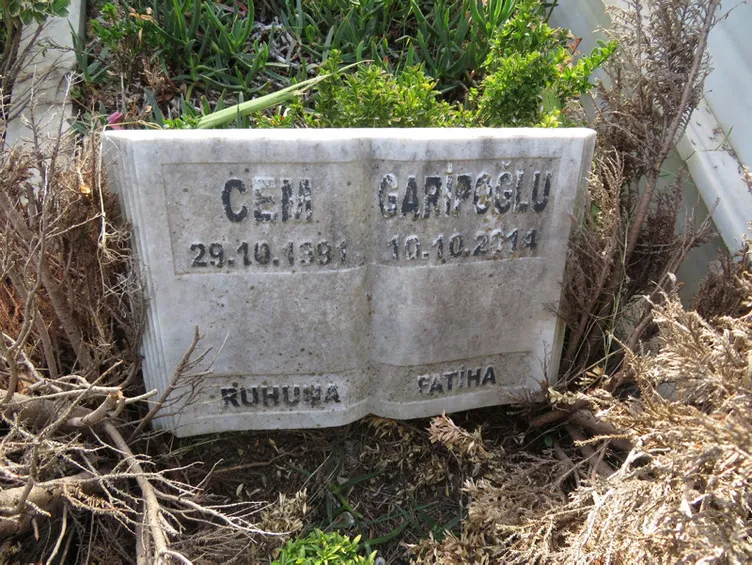 CEM GARİPOĞLU
29.10.1991 10.10.2014
RUHUNA FATİHA